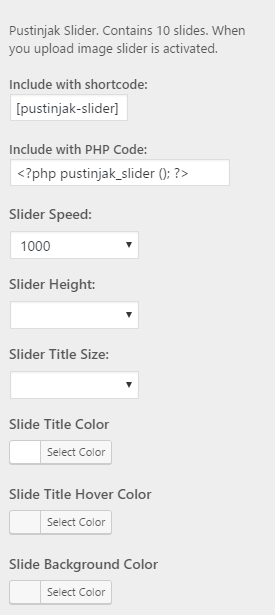 Pustinjak Slider. Contains 10 slides. When
you upload image slider is activated.
Include with shortcode:
[pustinjak-slider]
Include with PHP Code:
<?php pustinjak_slider (); ?>
Slider Speed:
1000
Slider Height:
Slider Title Size:
Slide Title Color
Select Color
Slide Title Hover Color
Select Color
Slide Background Color
Select Color